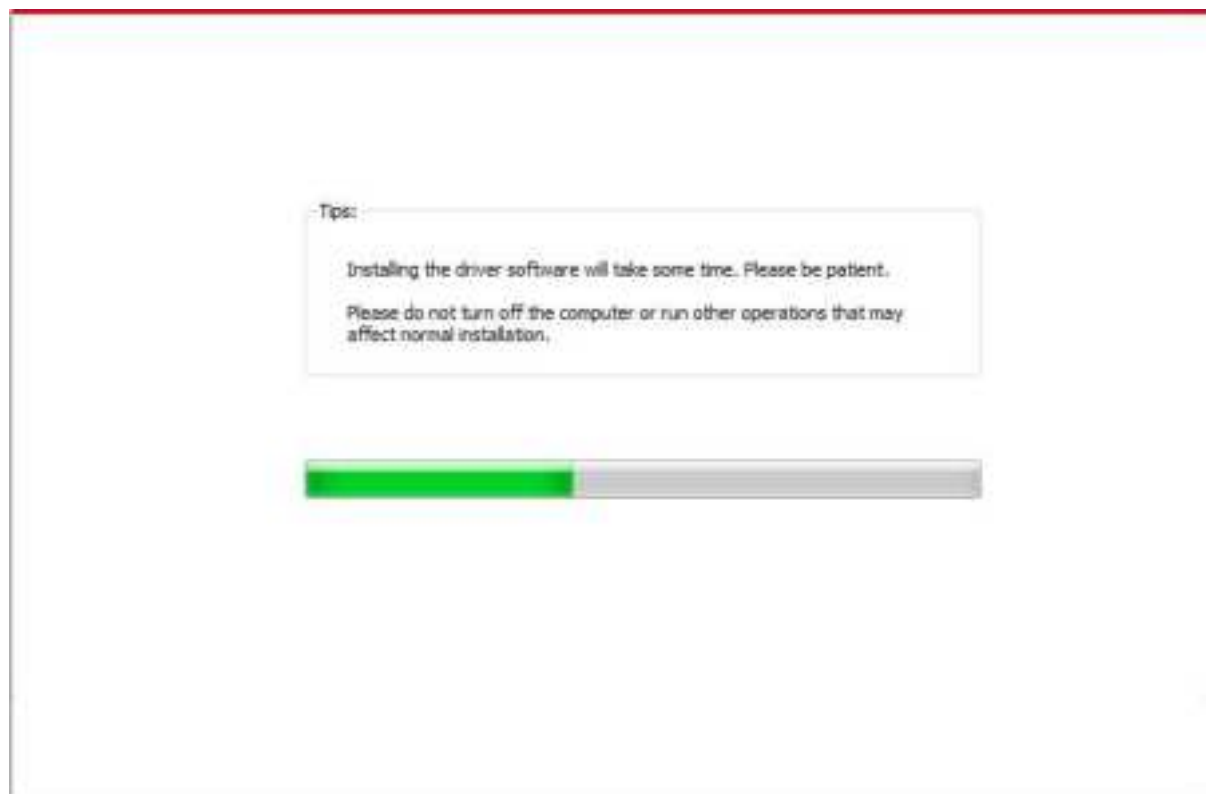 Tips:
Installing the driver software will take some time. Please be patient.
Please do not turn off the computer or run other operations that may
affect normal installation.